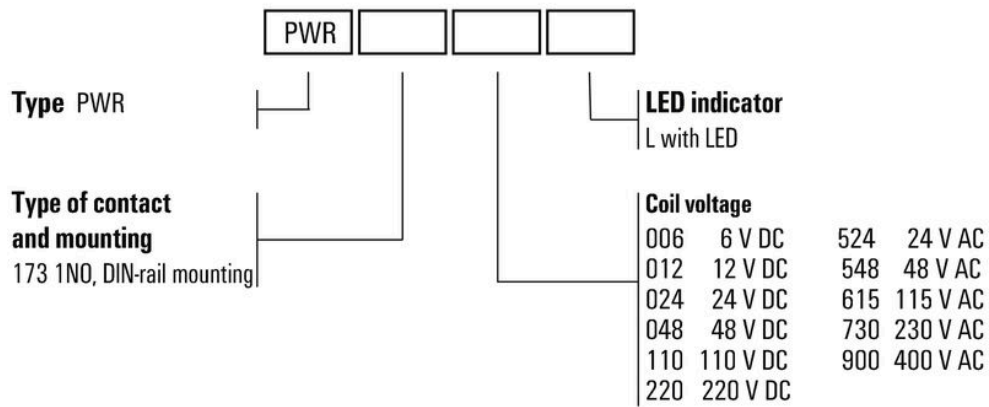 PWR
Type PWR
LED indicator
L with LED
Type of contact
and mounting
173 1NO, DIN-rail mounting
Coil voltage
006 6 V DC 524 24 V AC
012 12 V DC 548 48 V AC
024 24 V DC 615 115 V AC
048 48 V DC 730 230 V AC
110 110 V DC 900 400 V AC
220 220 V DC